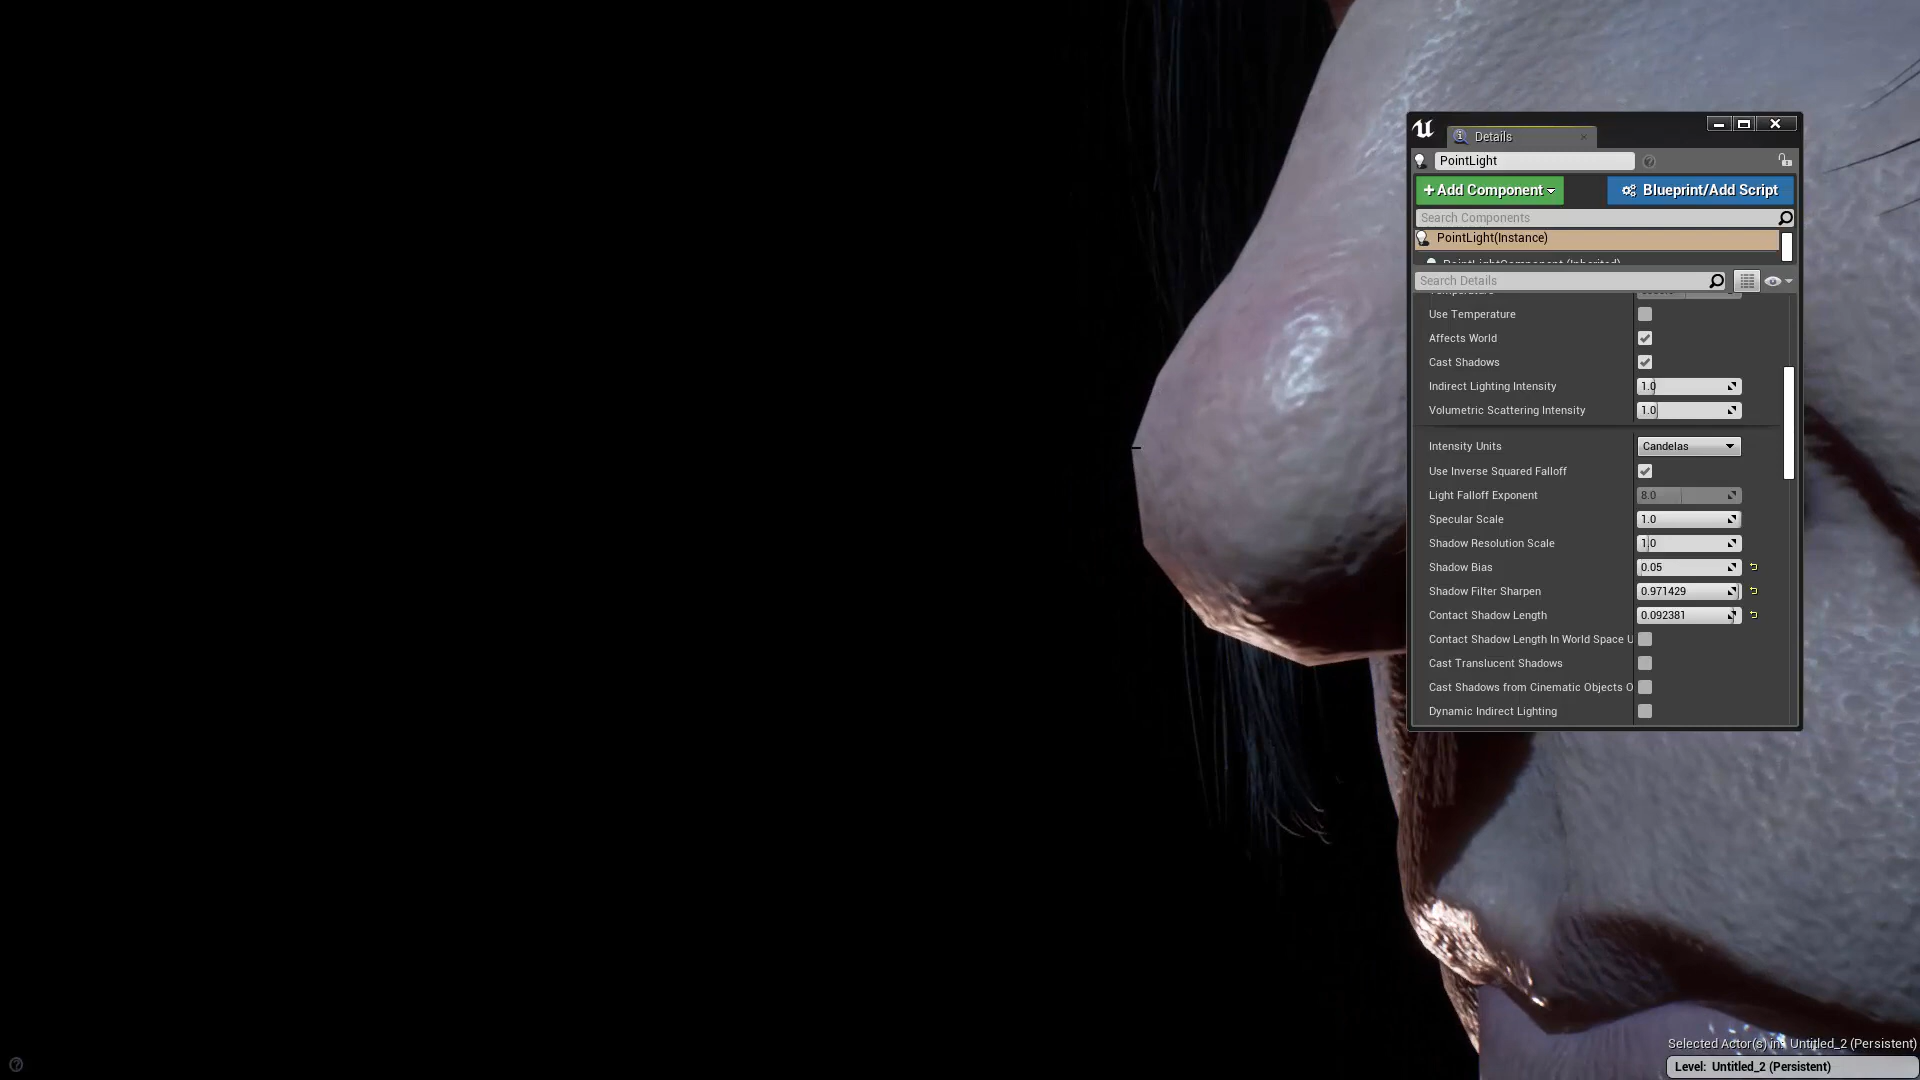 Details
PointLight
Add Component
Blueprint/Add Script
Search Components
PointLight(Instance)
PointLightComponent (Inherited)
Search Details
Temperature
Use Temperature
Affects World
Cast Shadows
Indirect Lighting Intensity 1.0
Volumetric Scattering Intensity 1.0
Intensity Units Candelas
Use Inverse Squared Falloff
Light Falloff Exponent 8.0
Specular Scale 1.0
Shadow Resolution Scale 1.0
Shadow Bias 0.05
Shadow Filter Sharpen 0.971429
Contact Shadow Length 0.092381
Contact Shadow Length In World Space U
Cast Translucent Shadows
Cast Shadows from Cinematic Objects O
Dynamic Indirect Lighting
Selected Actor(s) in: Untitled_2 (Persistent)
Level: Untitled_2 (Persistent)